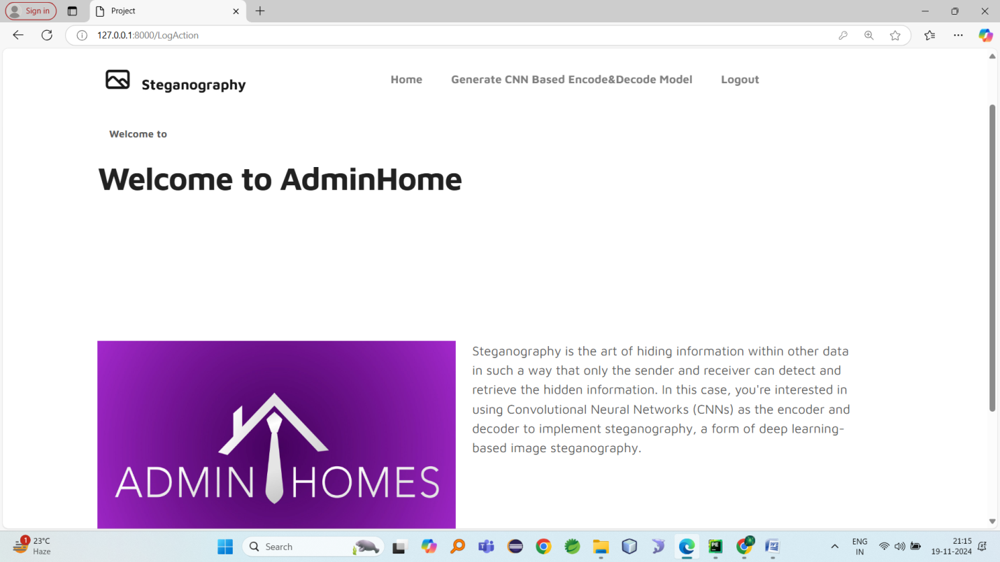 Sign in
Project
127.0.0.1:8000/LogAction
Steganography
Home
Generate CNN Based Encode&Decode Model
Logout
Welcome to
Welcome to AdminHome
ADMIN HOMES
Steganography is the art of hiding information within other data
in such a way that only the sender and receiver can detect and
retrieve the hidden information. In this case, you're interested in
using Convolutional Neural Networks (CNNs) as the encoder and
decoder to implement steganography, a form of deep learning-
based image steganography.
1
23°C
Haze
Search
PE
ENG
IN
21:15
19-11-2024